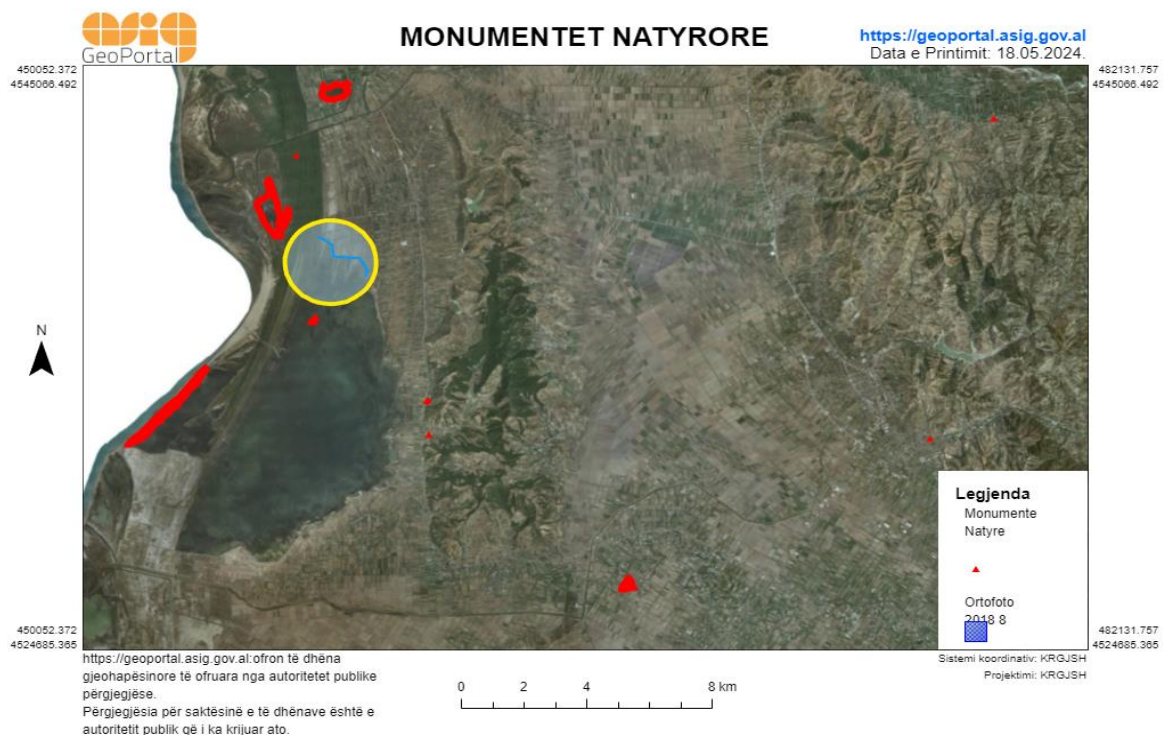 asig
GeoPortal
MONUMENTET NATYRORE
https://geoportal.asig.gov.al
Data e Printimit: 18.05.2024.
450052.372
4545066.492
482131.757
4545066.492
N
Legjenda
Monumente
Natyre
Ortofoto
2018 8
450052.372
4524685.365
482131.757
4524685.365
https://geoportal.asig.gov.al:ofron të dhëna
gjeohapësinore të ofruara nga autoritetet publike
përgjegjëse.
Përgjegjësia për saktësinë e të dhënave është e
autoritetit publik që i ka krijuar ato.
0 2 4 8 km
Sistemi koordinativ: KRGJSH
Projektimi: KRGJSH